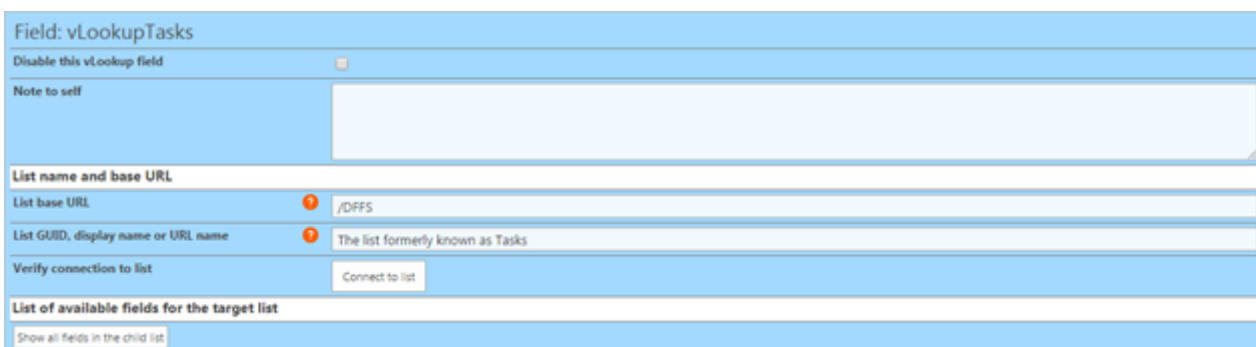 Field: vLookupTasks
Disable this vLookup field
Note to self
List name and base URL
List base URL ? /DFFS
List GUID, display name or URL name ? The list formerly known as Tasks
Verify connection to list Connect to list
List of available fields for the target list
Show all fields in the child list